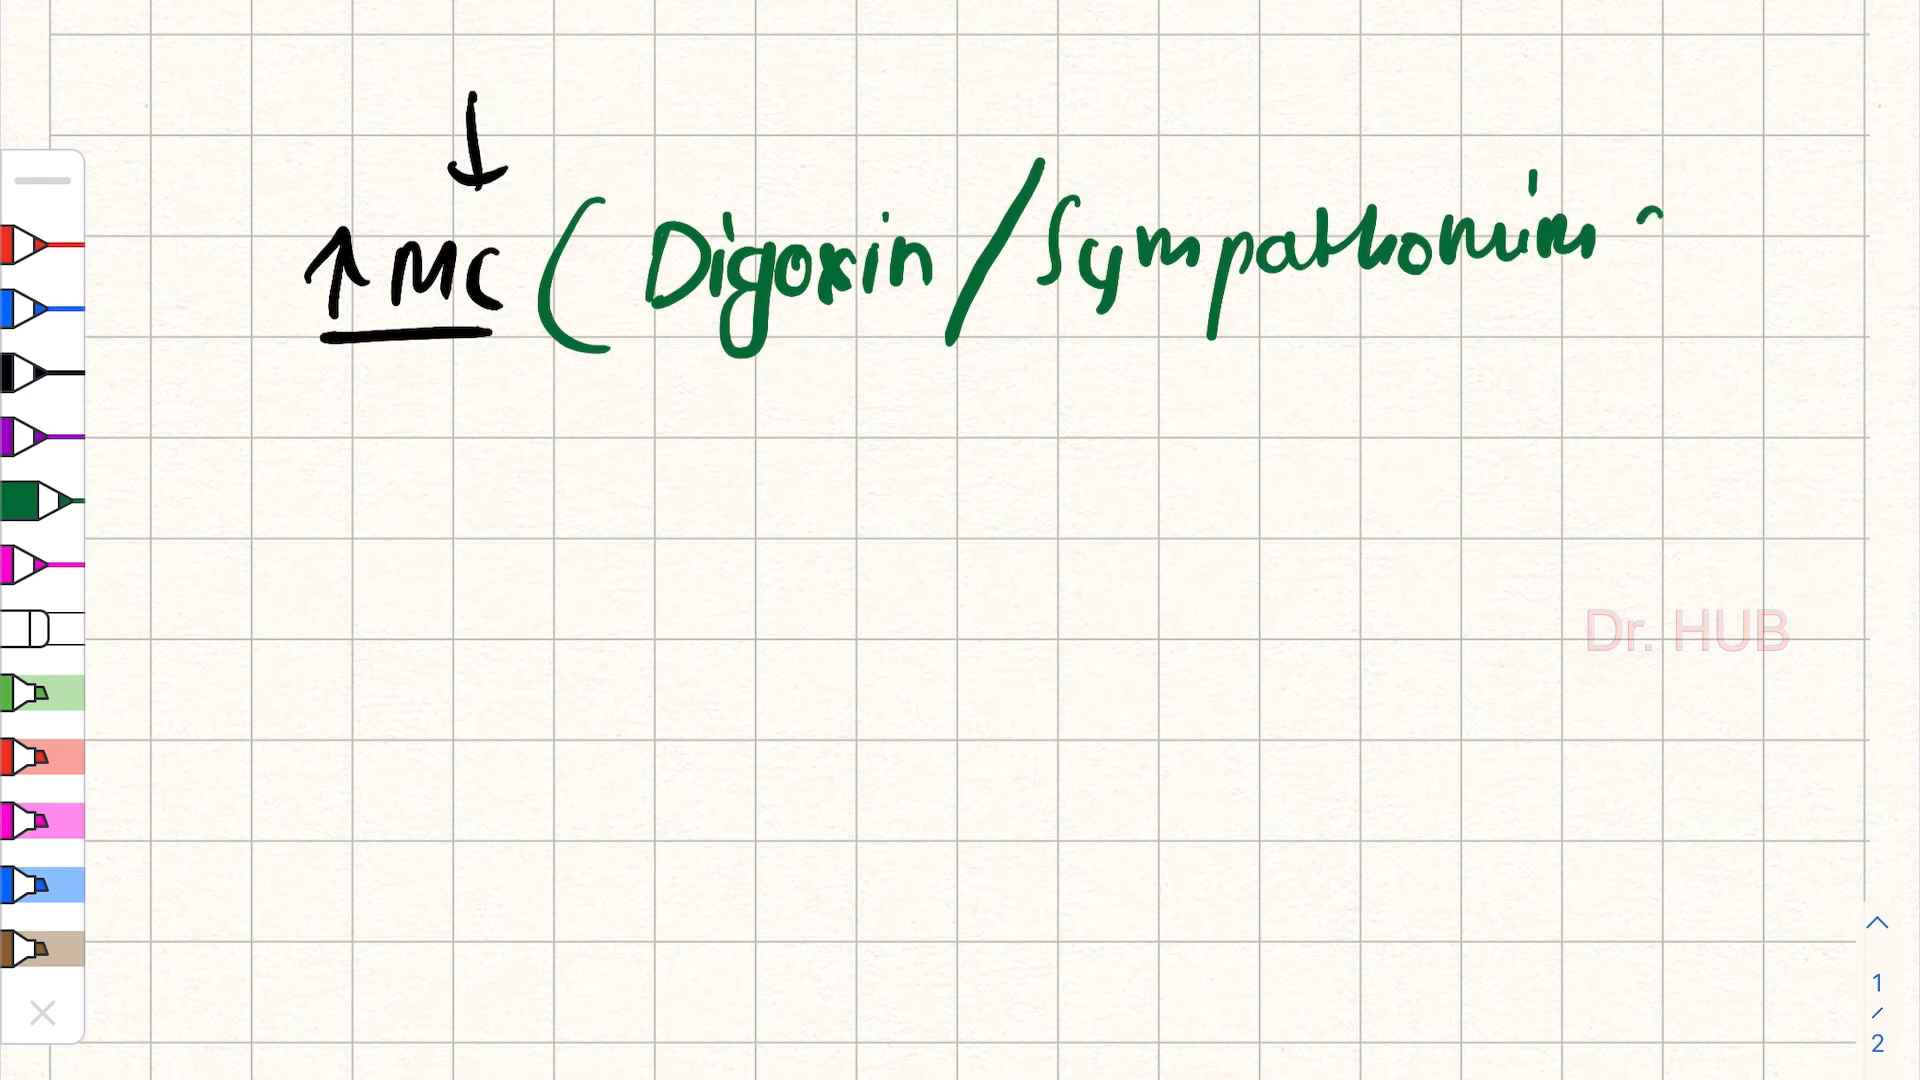 ↓
↑ MC ( Digoxin / Sympathomim
Dr. HUB
1
/
2